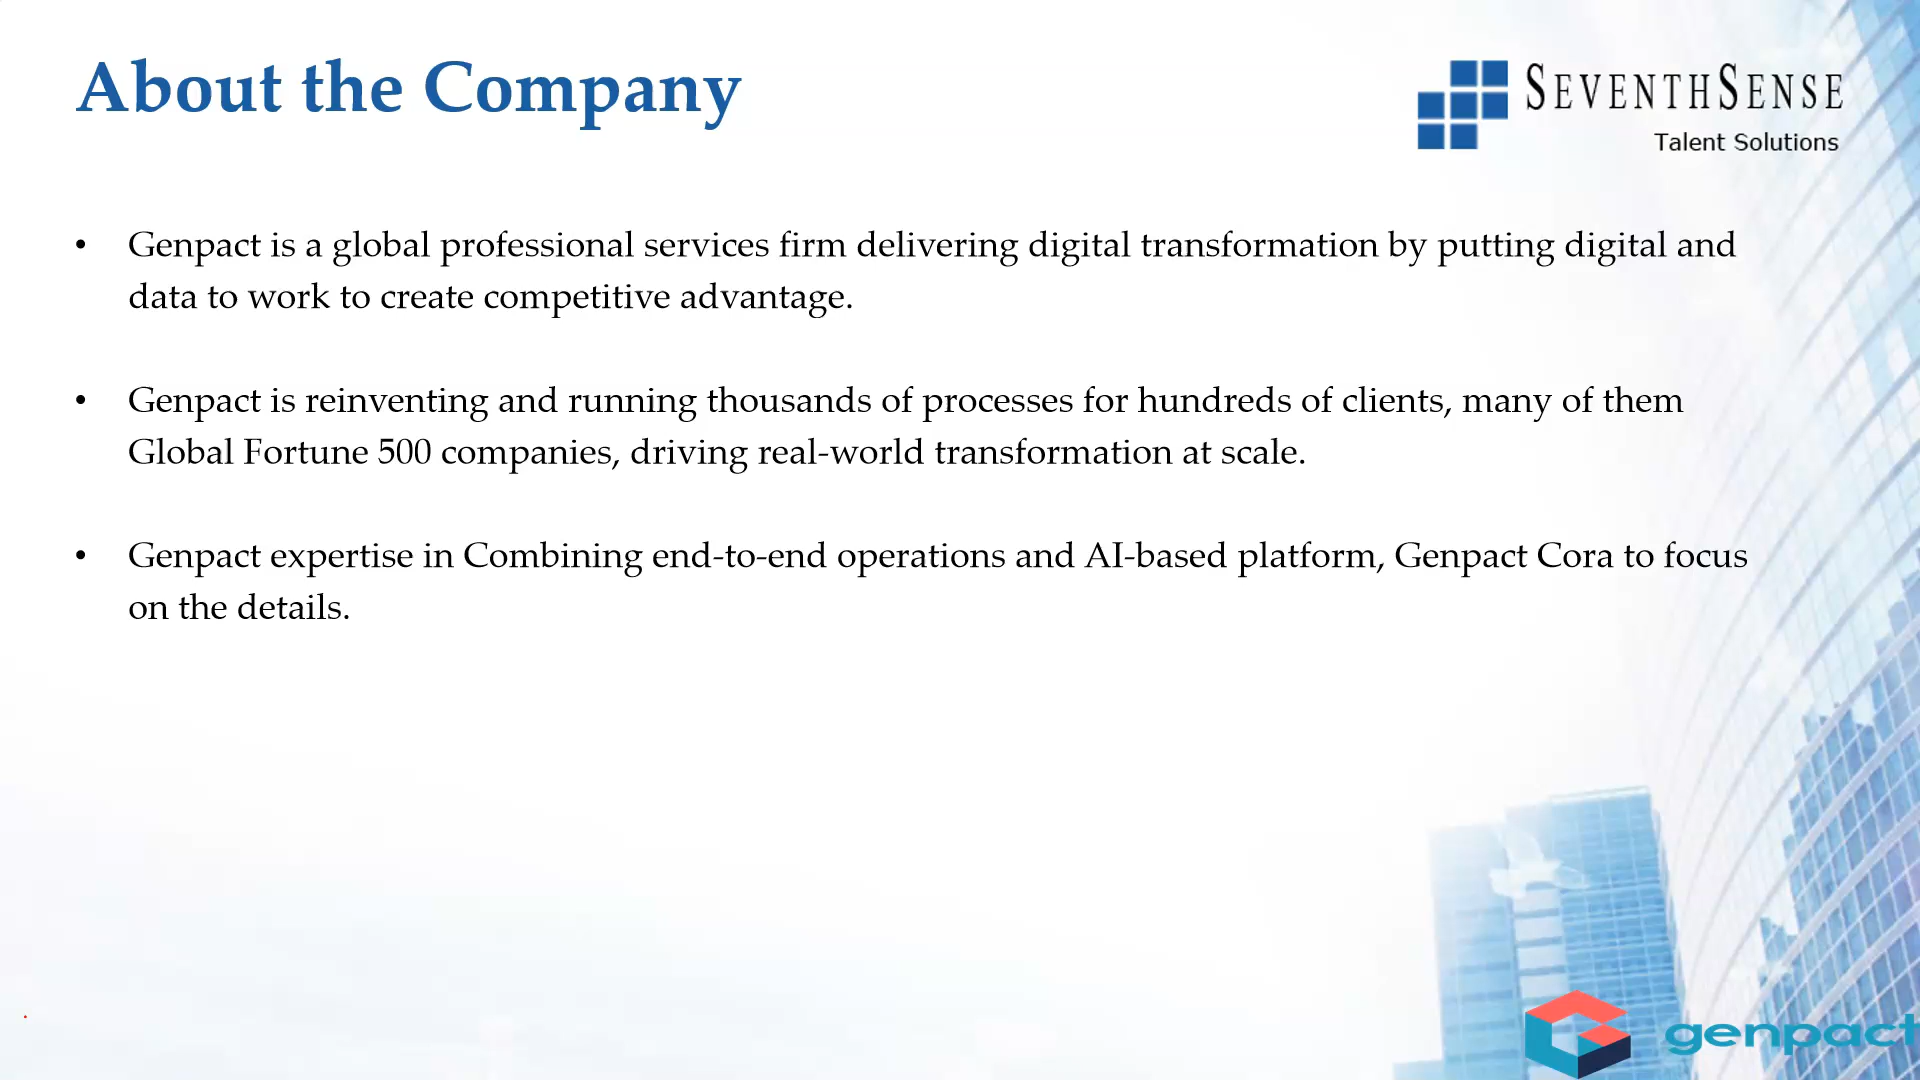 About the Company
SEVENTHSENSE
Talent Solutions
• Genpact is a global professional services firm delivering digital transformation by putting digital and
data to work to create competitive advantage.
• Genpact is reinventing and running thousands of processes for hundreds of clients, many of them
Global Fortune 500 companies, driving real-world transformation at scale.
• Genpact expertise in Combining end-to-end operations and AI-based platform, Genpact Cora to focus
on the details.
genpact